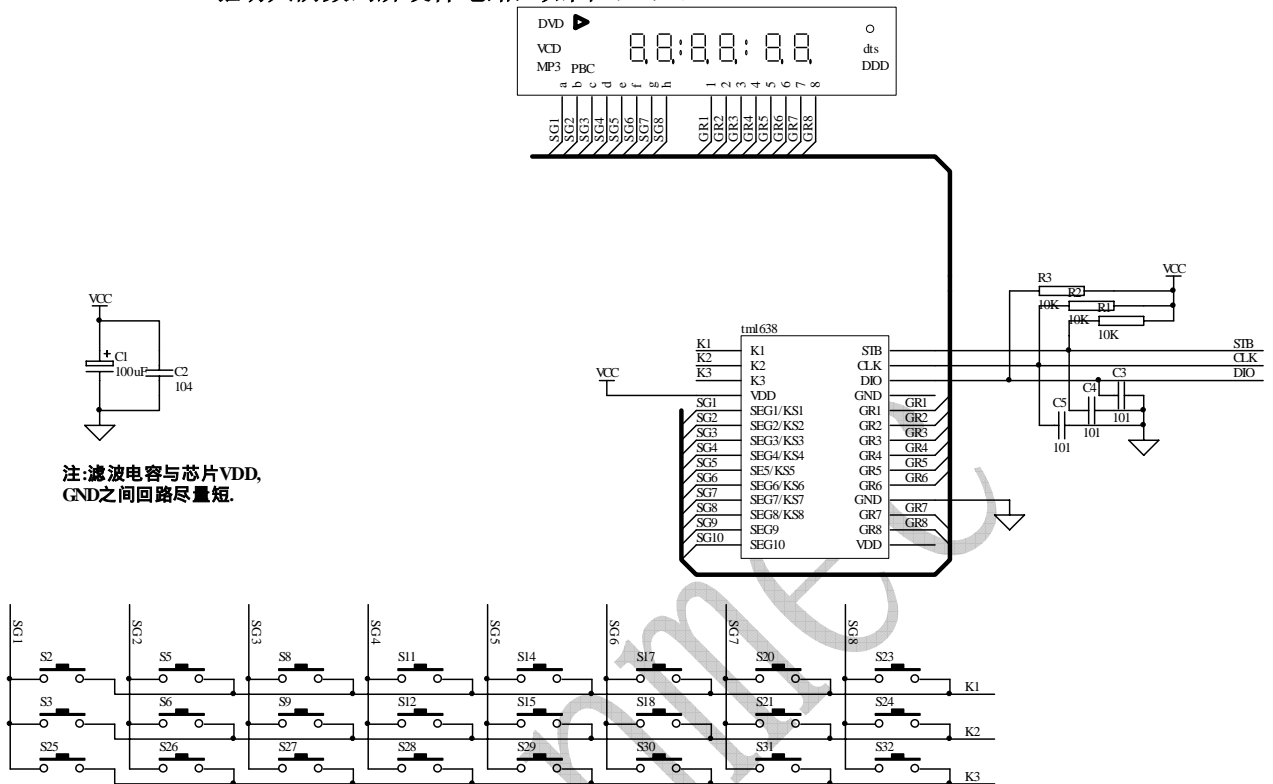 DVD
VCD
MP3 PBC
dts
DDD
a b c d e f g h 1 2 3 4 5 6 7 8
SG1 SG2 SG3 SG4 SG5 SG6 SG7 SG8 GR1 GR2 GR3 GR4 GR5 GR6 GR7 GR8
VCC
C1
100uF
C2
104
注:滤波电容与芯片VDD,
GND之间回路尽量短.
VCC
tm1638
K1 K1 STB
K2 K2 CLK
K3 K3 DIO
VDD GND
SG1 SEG1/KS1 GR1 GR1
SG2 SEG2/KS2 GR2 GR2
SG3 SEG3/KS3 GR3 GR3
SG4 SEG4/KS4 GR4 GR4
SG5 SE5/KS5 GR5 GR5
SG6 SEG6/KS6 GR6 GR6
SG7 SEG7/KS7 GND
SG8 SEG8/KS8 GR7 GR7
SG9 SEG9 GR8 GR8
SG10 SEG10 VDD
VCC
R3
10K
R2
10K
R1
10K
STB
CLK
DIO
C3
101
C4
101
C5
101
SG1 SG2 SG3 SG4 SG5 SG6 SG7 SG8
S2 S5 S8 S11 S14 S17 S20 S23
K1
S3 S6 S9 S12 S15 S18 S21 S24
K2
S25 S26 S27 S28 S29 S30 S31 S32
K3